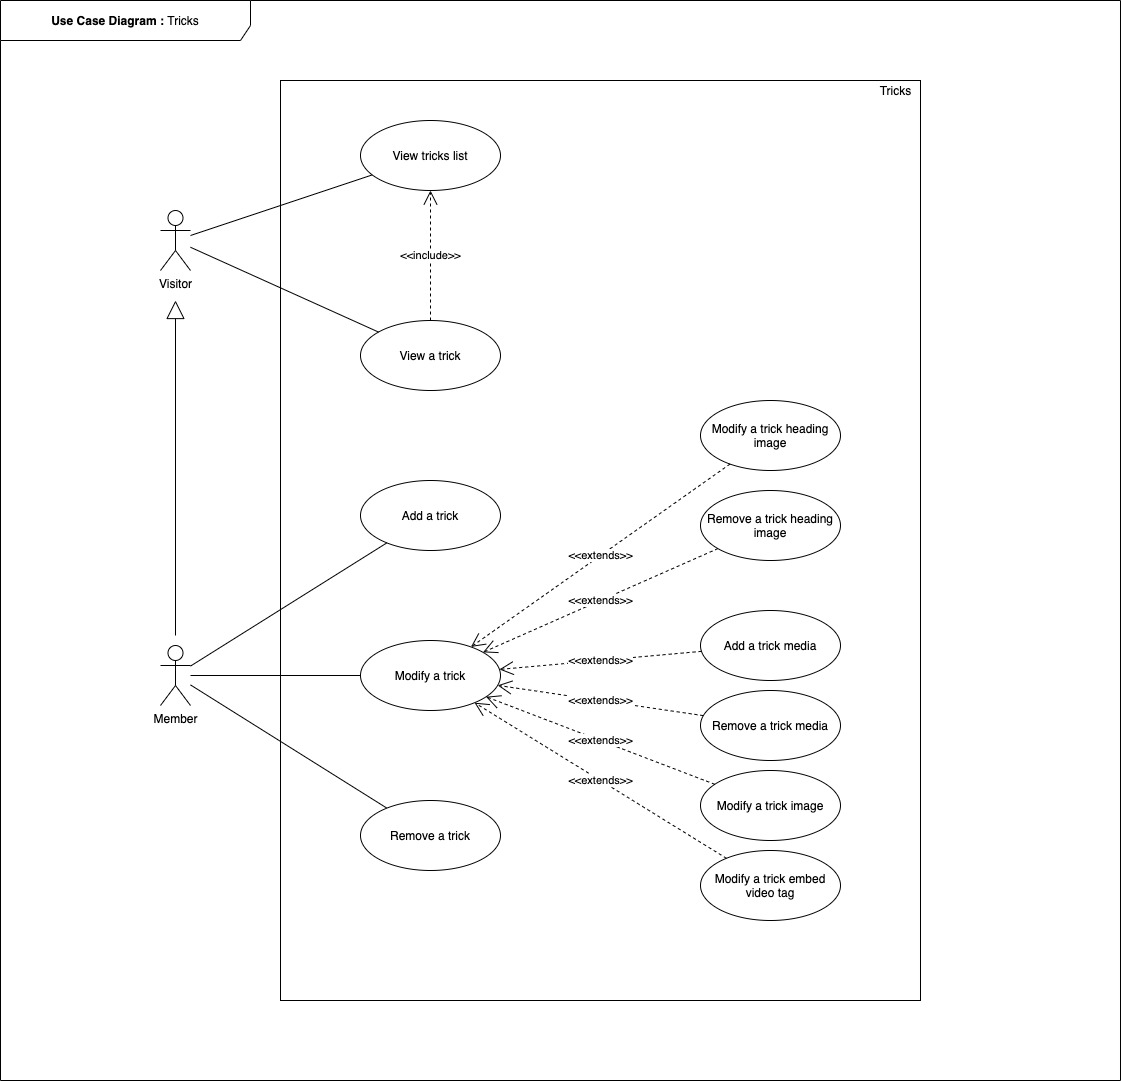 Use Case Diagram : Tricks
Tricks
View tricks list
Visitor
<<include>>
View a trick
Modify a trick heading
image
Add a trick
Remove a trick heading
image
<<extends>>
<<extends>>
Add a trick media
<<extends>>
Modify a trick
<<extends>>
Member
Remove a trick media
<<extends>>
<<extends>>
Modify a trick image
Remove a trick
Modify a trick embed
video tag